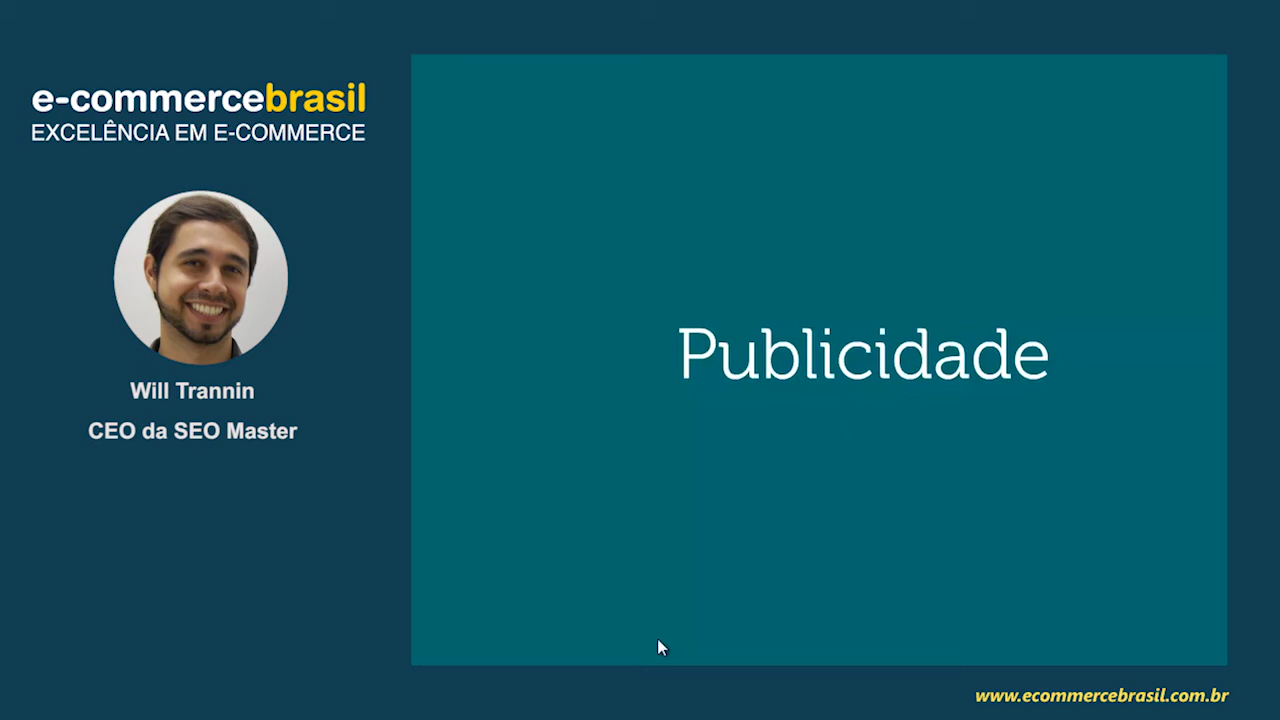 e-commercebrasil
EXCELÊNCIA EM E-COMMERCE
Will Trannin
CEO da SEO Master
Publicidade
www.ecommercebrasil.com.br